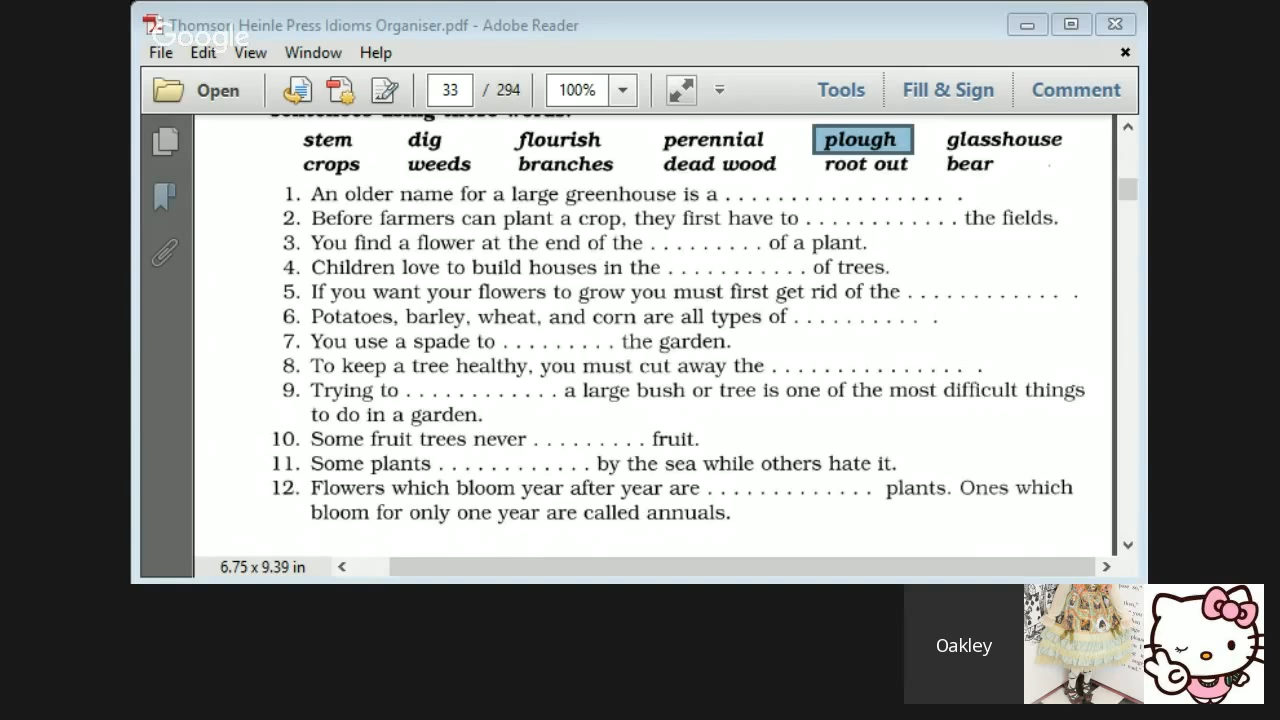 Thomson Heinle Press Idioms Organiser.pdf - Adobe Reader
Google
File Edit View Window Help
Open 33 / 294 100% Tools Fill & Sign Comment
sentences using these words:
stem dig flourish perennial plough glasshouse
crops weeds branches dead wood root out bear
1. An older name for a large greenhouse is a . . . . . . . . . . . . . . . . . .
2. Before farmers can plant a crop, they first have to . . . . . . . . . . . . the fields.
3. You find a flower at the end of the . . . . . . . . . of a plant.
4. Children love to build houses in the . . . . . . . . . . . of trees.
5. If you want your flowers to grow you must first get rid of the . . . . . . . . . . . . . .
6. Potatoes, barley, wheat, and corn are all types of . . . . . . . . . . . .
7. You use a spade to . . . . . . . . . the garden.
8. To keep a tree healthy, you must cut away the . . . . . . . . . . . . . . . . .
9. Trying to . . . . . . . . . . . . a large bush or tree is one of the most difficult things
to do in a garden.
10. Some fruit trees never . . . . . . . . . fruit.
11. Some plants . . . . . . . . . . . . by the sea while others hate it.
12. Flowers which bloom year after year are . . . . . . . . . . . . . plants. Ones which
bloom for only one year are called annuals.
6.75 x 9.39 in
Oakley